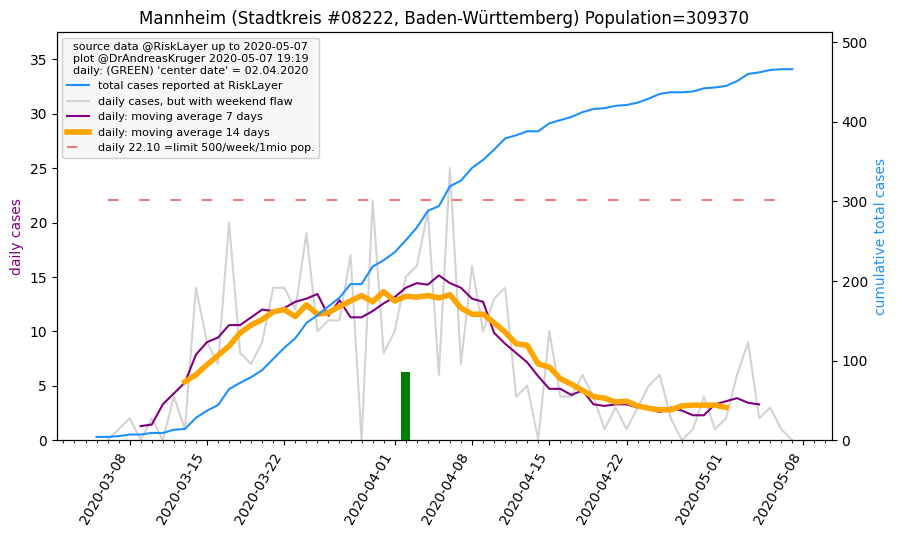 Mannheim (Stadtkreis #08222, Baden-Württemberg) Population=309370
source data @RiskLayer up to 2020-05-07
plot @DrAndreasKruger 2020-05-07 19:19
daily: (GREEN) 'center date' = 02.04.2020
total cases reported at RiskLayer
daily cases, but with weekend flaw
daily: moving average 7 days
daily: moving average 14 days
daily 22.10 =limit 500/week/1mio pop.
daily cases
35
30
25
20
15
10
5
0
500
400
300
200
100
0
cumulative total cases
2020-03-08
2020-03-15
2020-03-22
2020-04-01
2020-04-08
2020-04-15
2020-04-22
2020-05-01
2020-05-08